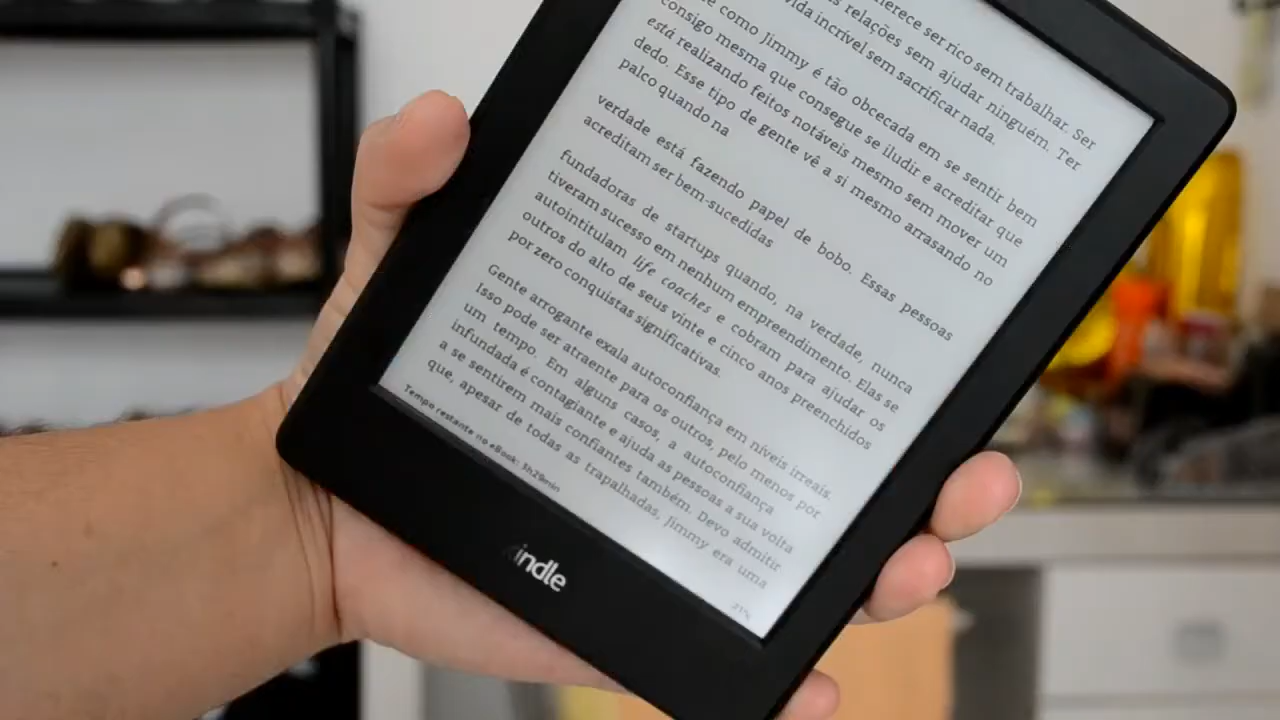 merece ser rico sem trabalhar. Ser
relações sem ajudar ninguém. Ter
vida incrível sem sacrificar nada.
como Jimmy é tão obcecada em se sentir bem
consigo mesma que consegue se iludir e acreditar que
está realizando feitos notáveis mesmo sem mover um
dedo. Esse tipo de gente vê a si mesmo arrasando no
palco quando na
verdade está fazendo papel de bobo. Essas pessoas
acreditam ser bem-sucedidas
fundadoras de startups quando, na verdade, nunca
tiveram sucesso em nenhum empreendimento. Elas se
autointitulam life coaches e cobram para ajudar os
outros do alto de seus vinte e cinco anos preenchidos
por zero conquistas significativas.
Gente arrogante exala autoconfiança em níveis irreais.
Isso pode ser atraente para os outros, pelo menos por
um tempo. Em alguns casos, a autoconfiança
infundada é contagiante e ajuda as pessoas a sua volta
a se sentirem mais confiantes também. Devo admitir
que, apesar de todas as trapalhadas, Jimmy era uma
Tempo restante no eBook: 3h29min
21%
kindle